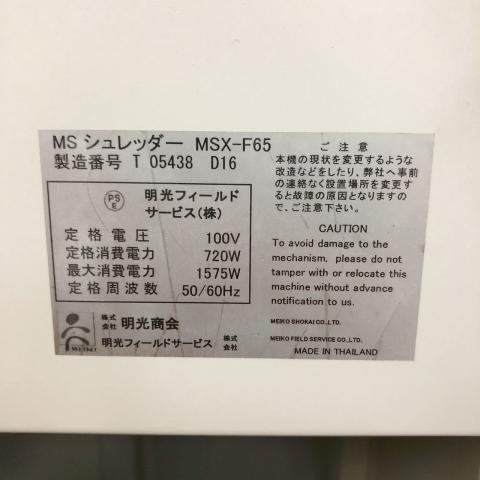 MS シュレッダー MSX-F65
製造番号 T 05438 D16
PS
E
明光フィールド
サービス(株)
定格電圧 100V
定格消費電力 720W
最大消費電力 1575W
定格周波数 50/60Hz
MEIKO
株式会社 明光商会
株式会社 明光フィールドサービス
ご注意
本機の現状を変更するような
改造などをしたり、弊社へ事前
の連絡なく設置場所を変更す
ると故障の原因となりますの
で、ご注意下さい。
CAUTION
To avoid damage to the
mechanism, please do not
tamper with or relocate this
machine without advance
notification to us.
MEIKO SHOKAI CO.,LTD.
MEIKO FIELD SERVICE CO.,LTD.
MADE IN THAILAND